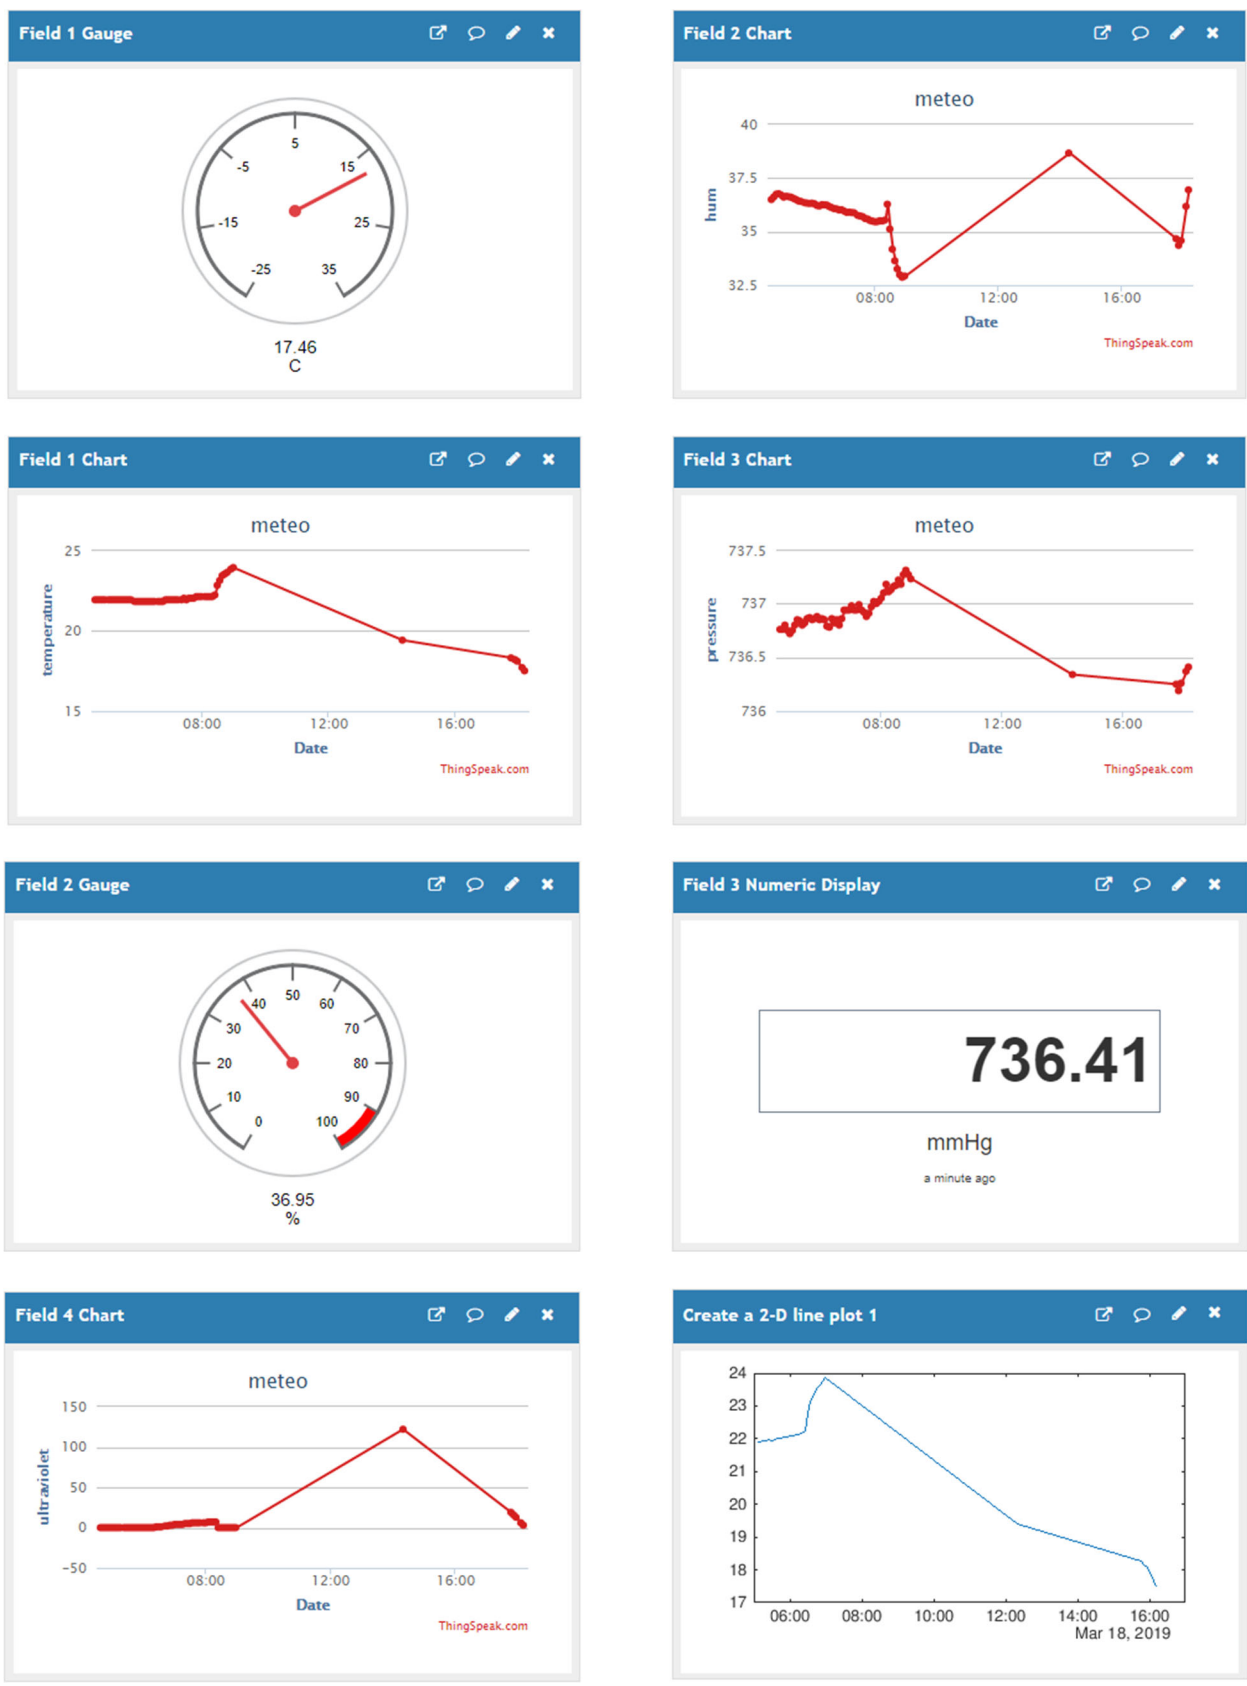 Field 1 Gauge
5
-5
15
-15
25
-25
35
17.46
C
Field 2 Chart
meteo
40
37.5
35
32.5
hum
08:00 12:00 16:00
Date
ThingSpeak.com
Field 1 Chart
meteo
25
20
15
temperature
08:00 12:00 16:00
Date
ThingSpeak.com
Field 3 Chart
meteo
737.5
737
736.5
736
pressure
08:00 12:00 16:00
Date
ThingSpeak.com
Field 2 Gauge
50
40 60
30 70
20 80
10 90
0 100
36.95
%
Field 3 Numeric Display
736.41
mmHg
a minute ago
Field 4 Chart
meteo
150
100
50
0
-50
ultraviolet
08:00 12:00 16:00
Date
ThingSpeak.com
Create a 2-D line plot 1
24
23
22
21
20
19
18
17
06:00 08:00 10:00 12:00 14:00 16:00
Mar 18, 2019